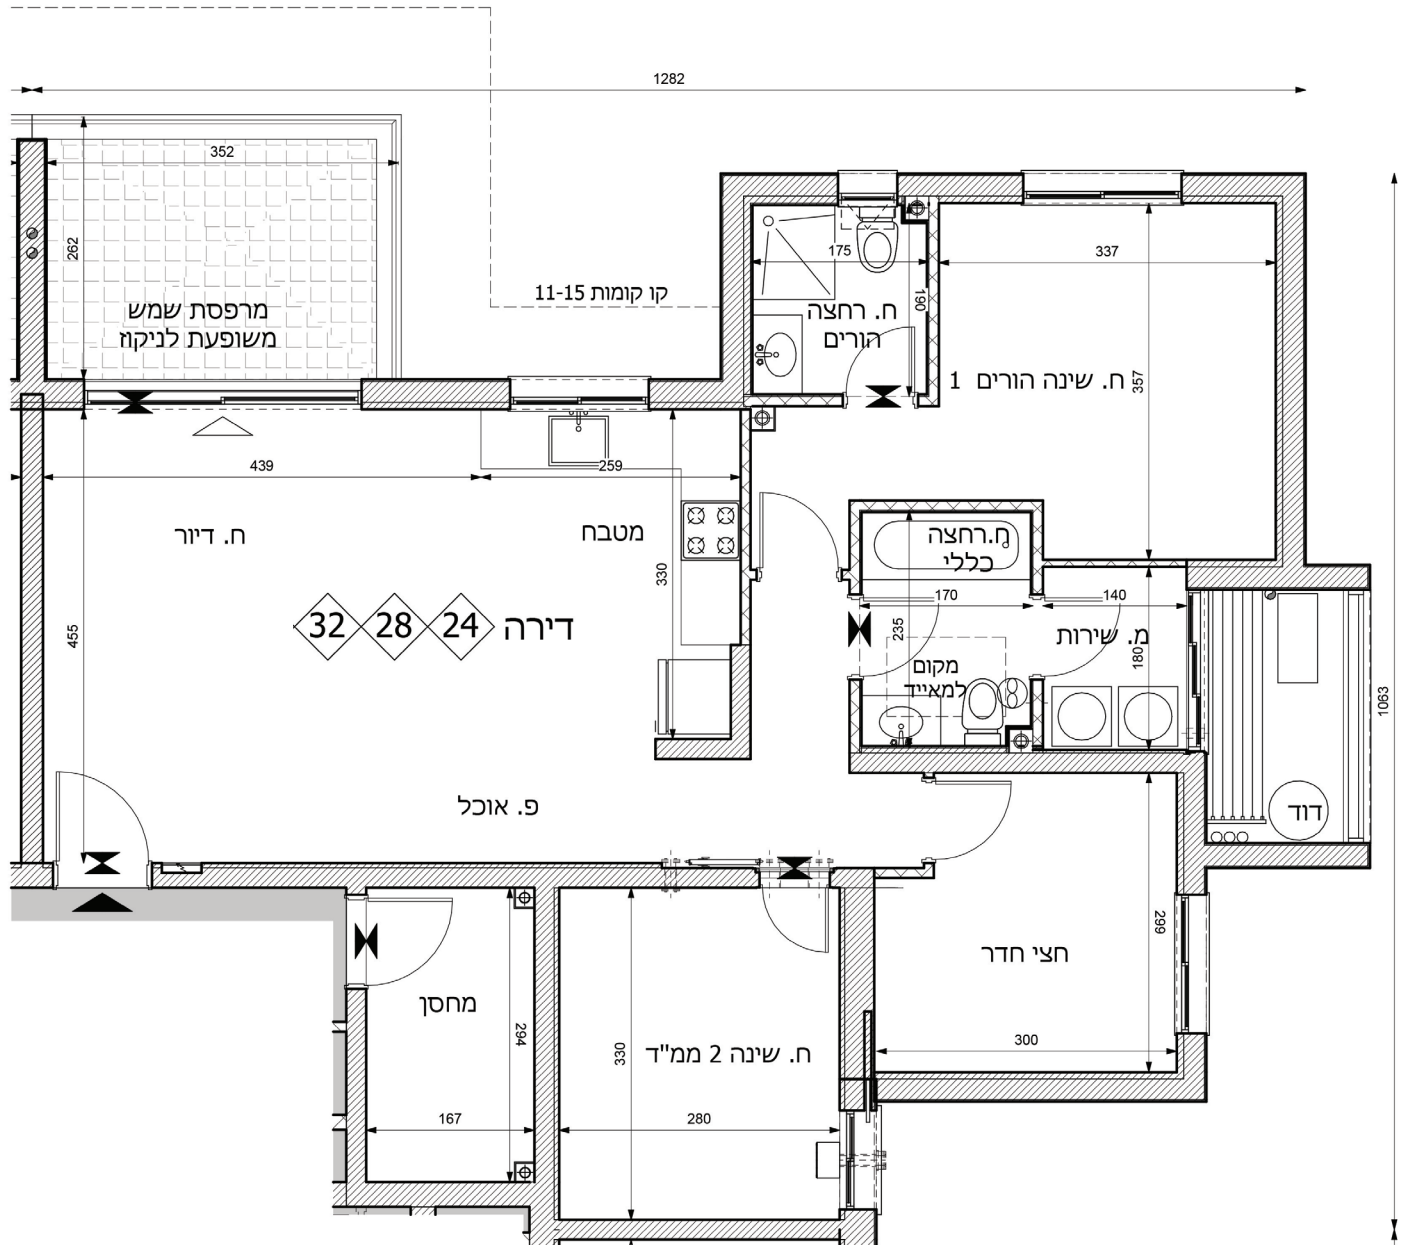 1282
352
262
מרפסת שמש
משופעת לניקוז
קו קומות 11-15
175
190
ח. רחצה
הורים
337
357
ח. שינה הורים 1
439
259
ח. דיור
מטבח
330
455
דירה 24 28 32
ח.רחצה
כללי
170
235
מקום
למאייד
140
מ. שירות
180
1063
דוד
פ. אוכל
299
חצי חדר
300
מחסן
294
167
ח. שינה 2 ממ"ד
330
280